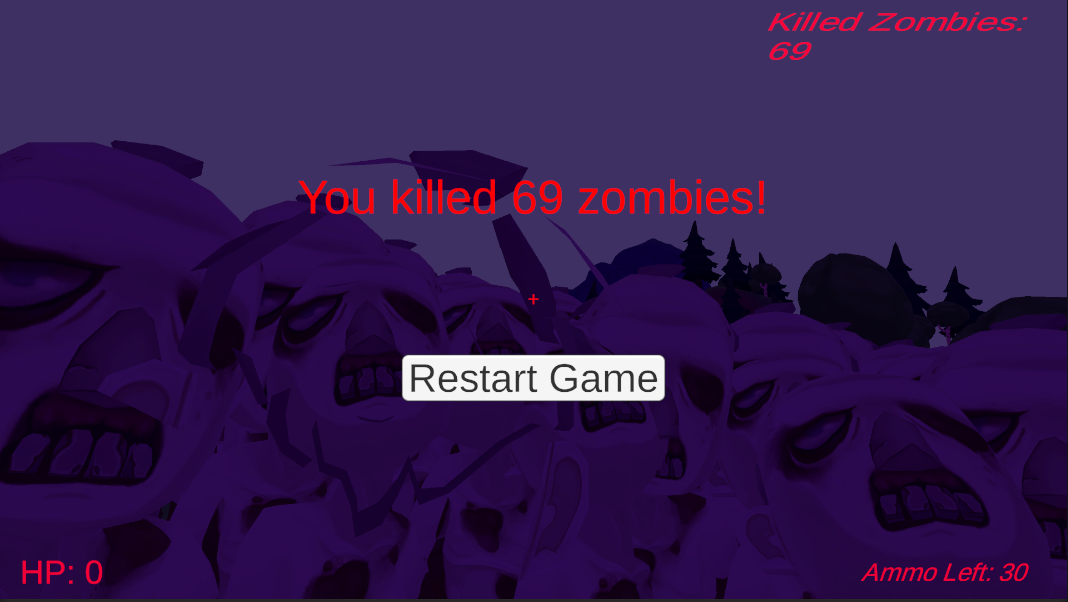 Killed Zombies:
69
You killed 69 zombies!
+
Restart Game
HP: 0
Ammo Left: 30